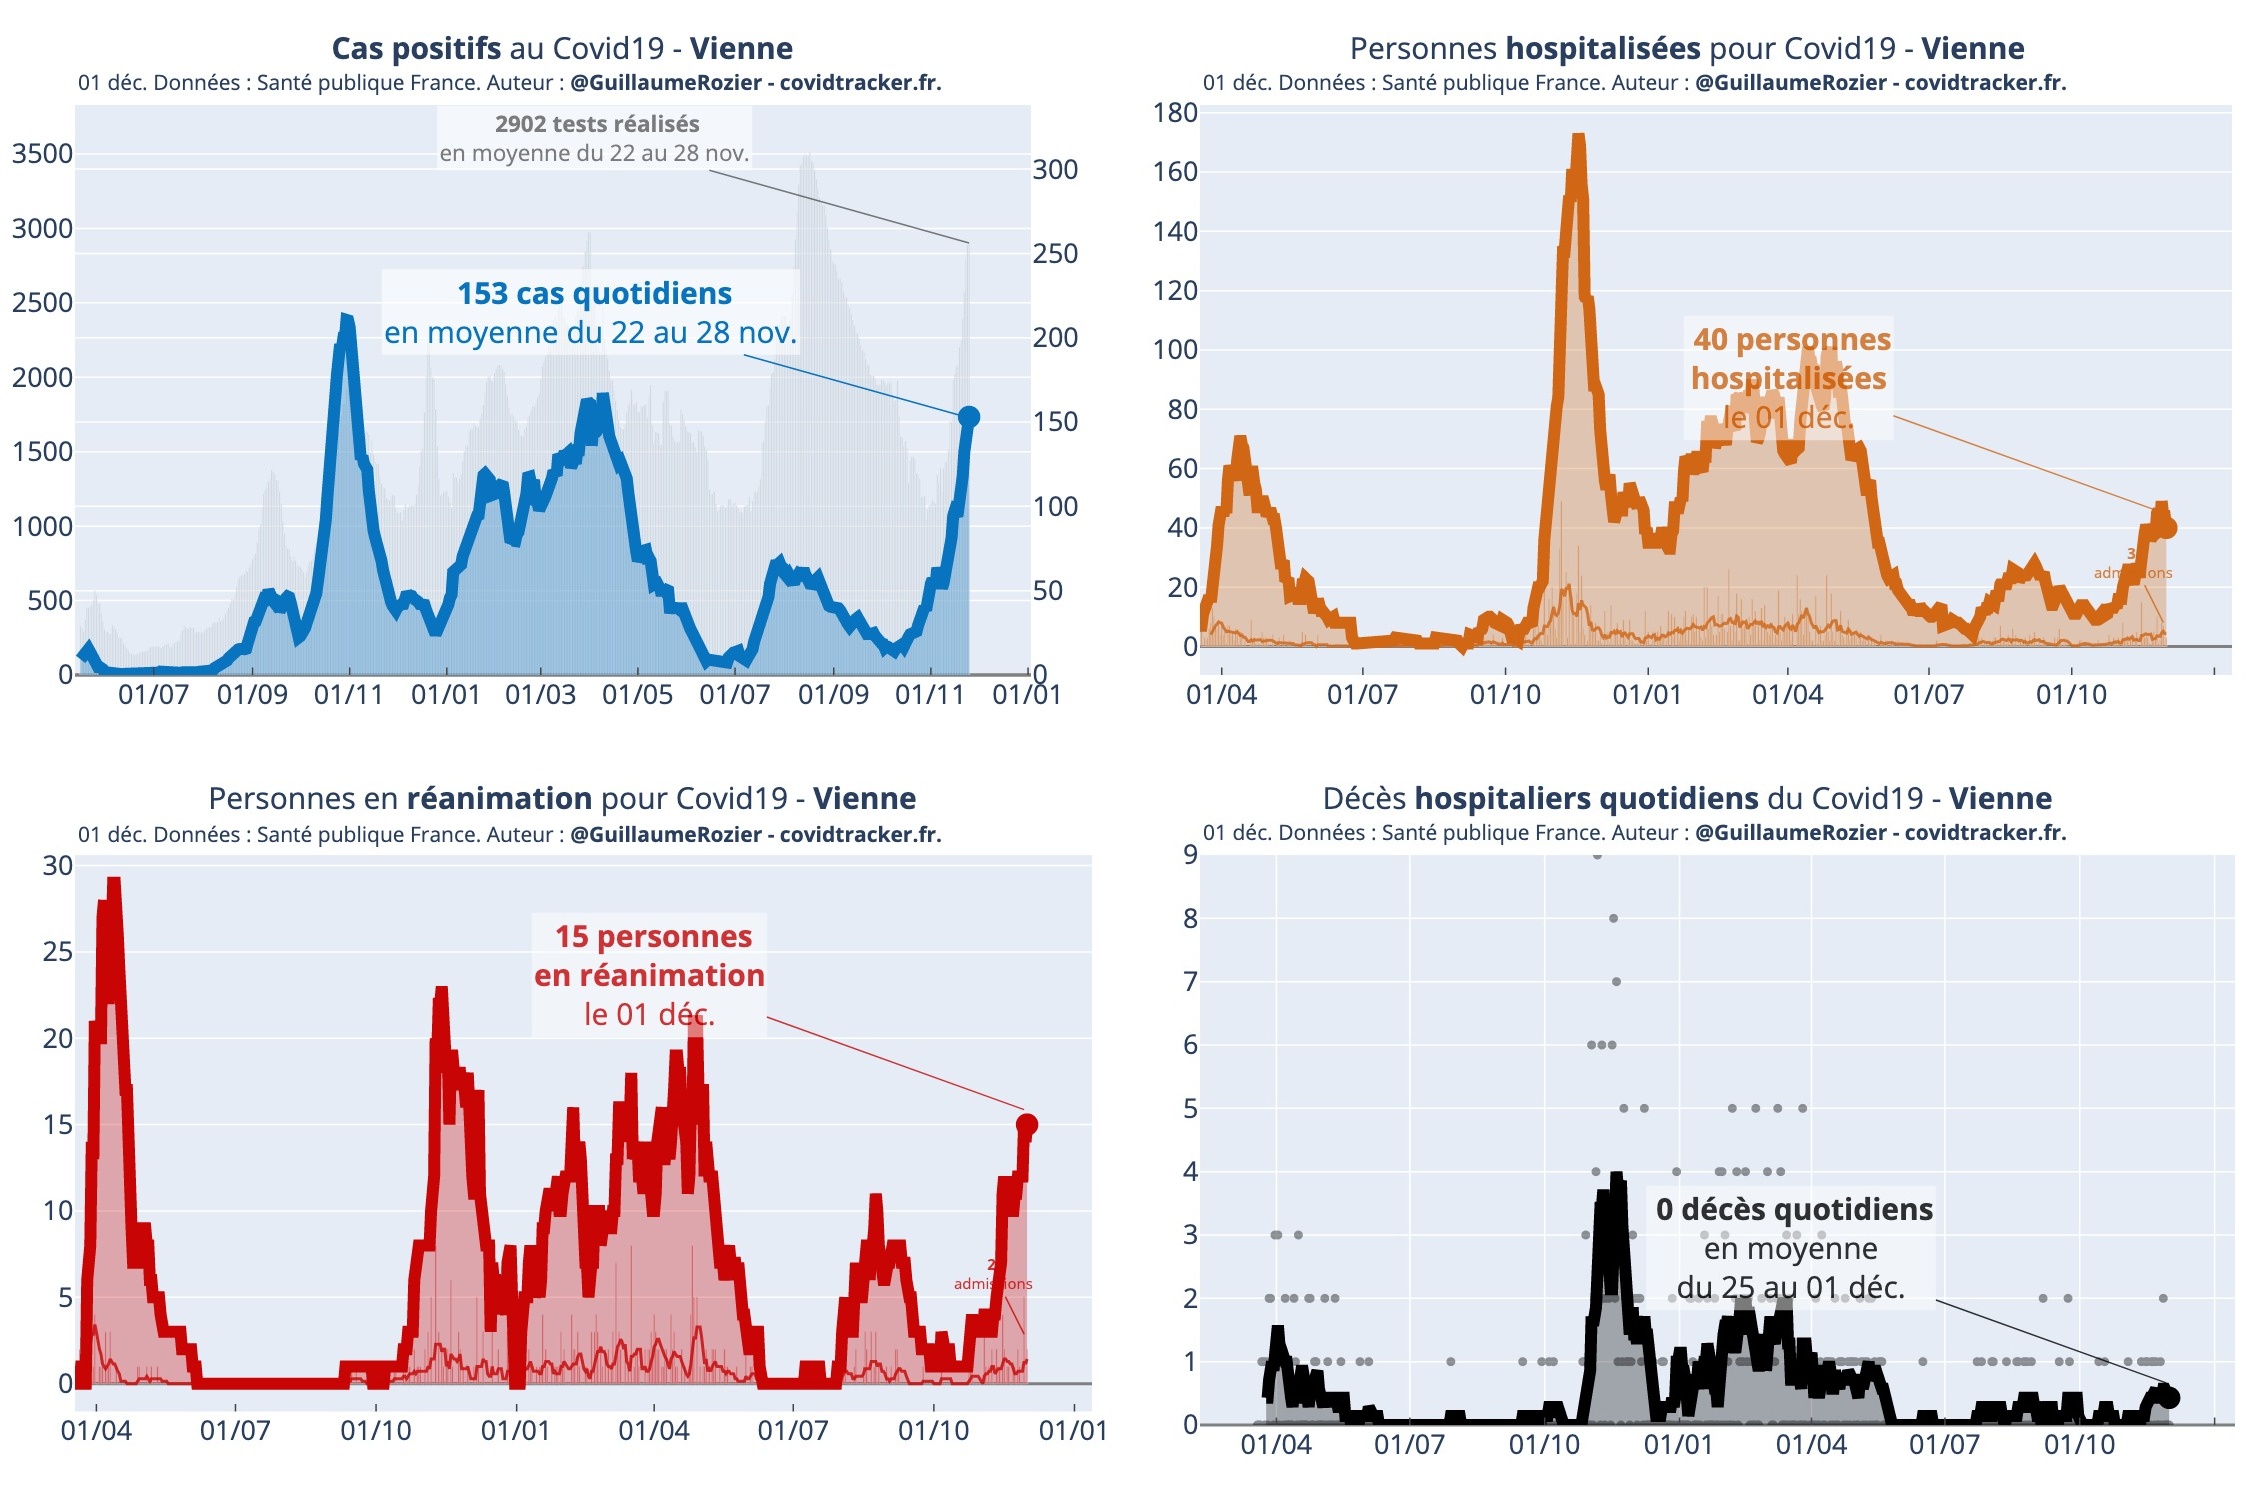 Cas positifs au Covid19 - Vienne
01 déc. Données : Santé publique France. Auteur : @GuillaumeRozier - covidtracker.fr.
2902 tests réalisés
en moyenne du 22 au 28 nov.
153 cas quotidiens
en moyenne du 22 au 28 nov.
3500
3000
2500
2000
1500
1000
500
0
300
250
200
150
100
50
0
01/07 01/09 01/11 01/01 01/03 01/05 01/07 01/09 01/11 01/01
Personnes hospitalisées pour Covid19 - Vienne
01 déc. Données : Santé publique France. Auteur : @GuillaumeRozier - covidtracker.fr.
180
160
140
120
100
80
60
40
20
0
40 personnes
hospitalisées
le 01 déc.
3
admissions
01/04 01/07 01/10 01/01 01/04 01/07 01/10
Personnes en réanimation pour Covid19 - Vienne
01 déc. Données : Santé publique France. Auteur : @GuillaumeRozier - covidtracker.fr.
30
25
20
15
10
5
0
15 personnes
en réanimation
le 01 déc.
2
admissions
01/04 01/07 01/10 01/01 01/04 01/07 01/10 01/01
Décès hospitaliers quotidiens du Covid19 - Vienne
01 déc. Données : Santé publique France. Auteur : @GuillaumeRozier - covidtracker.fr.
9
8
7
6
5
4
3
2
1
0
0 décès quotidiens
en moyenne
du 25 au 01 déc.
01/04 01/07 01/10 01/01 01/04 01/07 01/10